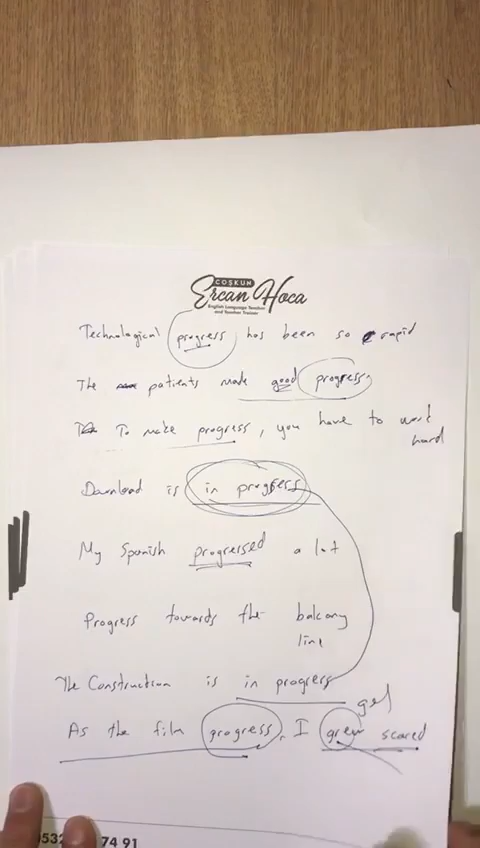 COŞKUN
Ercan Hoca
English Language Teacher
and Teacher Trainer
Technological progress has been so rapid
The patients made good progress
To make progress, you have to work
hard
Download is in progress
My Spanish progressed a lot
Progress towards the balcony
line
The Construction is in progress
get
As the film progress, I grew scared
0532 74 91